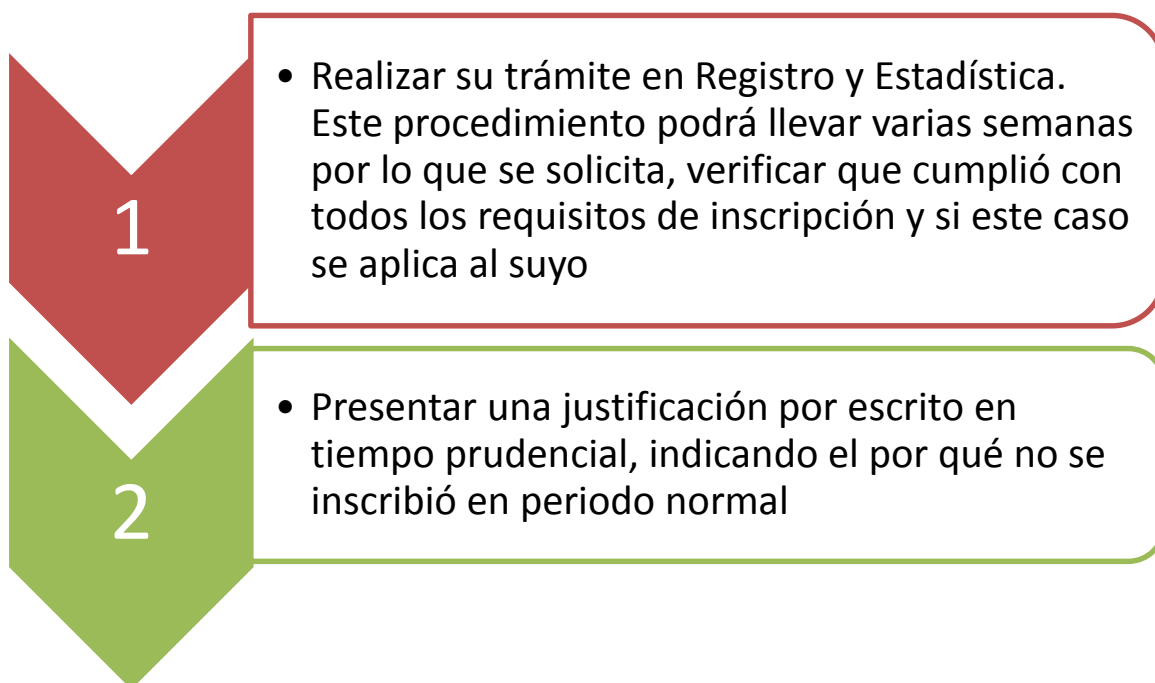 1
• Realizar su trámite en Registro y Estadística.
Este procedimiento podrá llevar varias semanas
por lo que se solicita, verificar que cumplió con
todos los requisitos de inscripción y si este caso
se aplica al suyo
2
• Presentar una justificación por escrito en
tiempo prudencial, indicando el por qué no se
inscribió en periodo normal